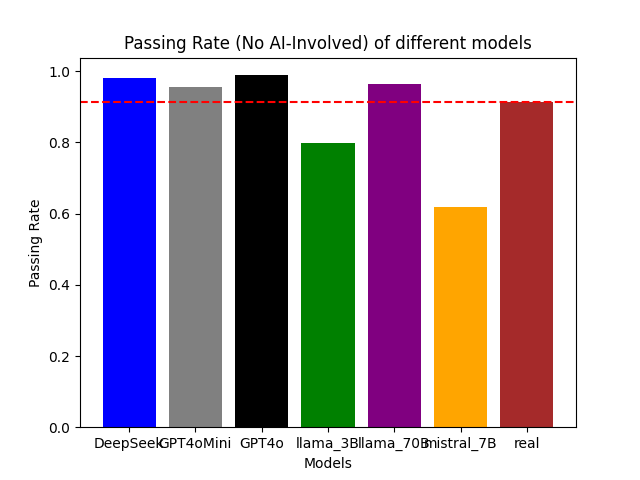 Passing Rate (No AI-Involved) of different models
1.0
0.8
0.6
0.4
0.2
0.0
Passing Rate
DeepSeek GPT4oMini GPT4o llama_3B llama_70B mistral_7B real
Models